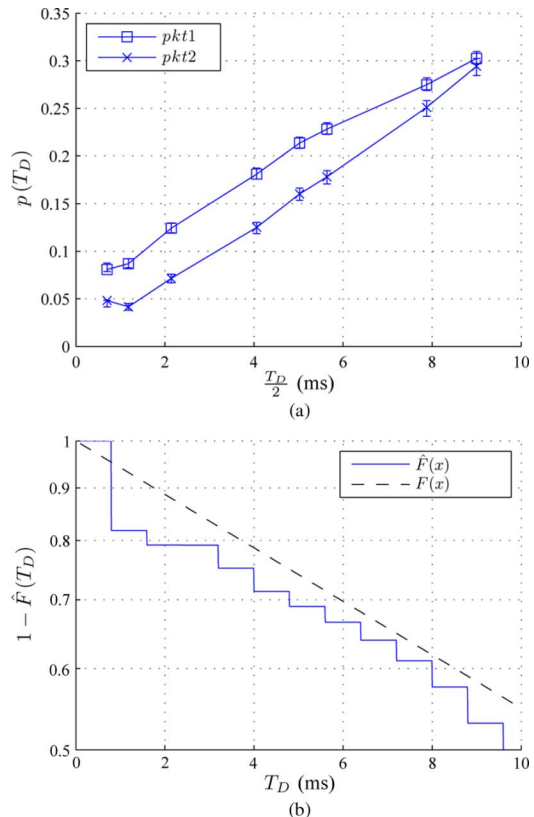 (a)
0.35
0.3
0.25
0.2
0.15
0.1
0.05
0
p(T_D)
pkt1
pkt2
0 2 4 6 8 10
T_D/2 (ms)
(a)
1
0.9
0.8
0.7
0.6
0.5
1 − F̂(T_D)
F̂(x)
F(x)
0 2 4 6 8 10
T_D (ms)
(b)